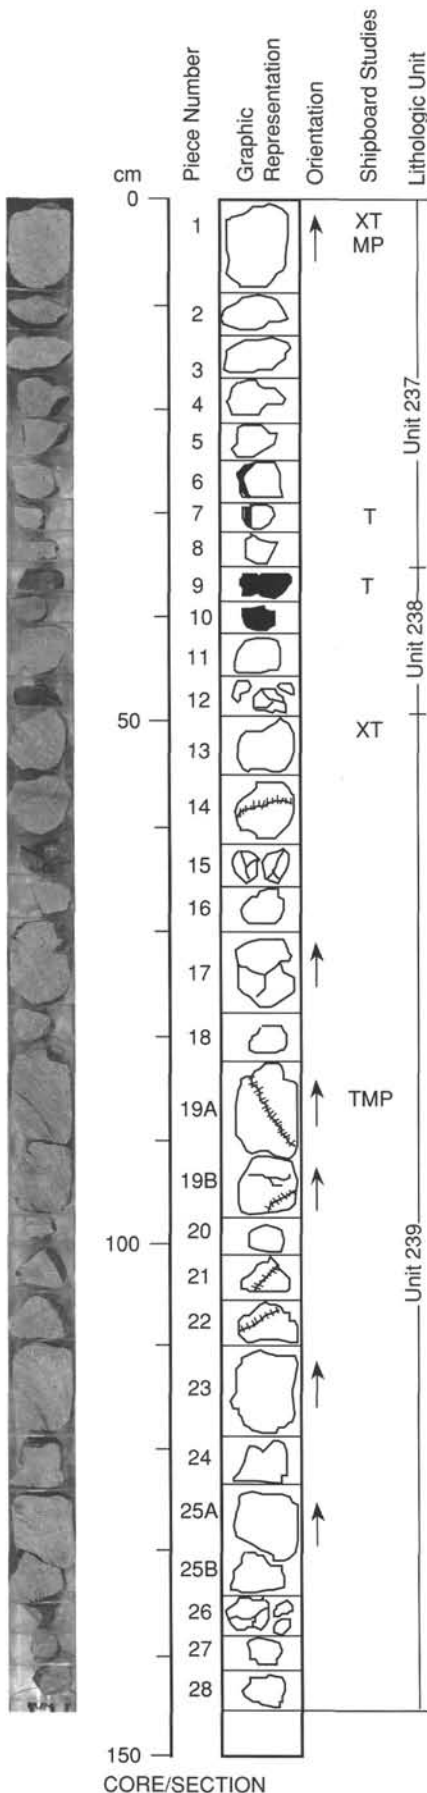 cm
Piece Number
Graphic
Representation
Orientation
Shipboard Studies
Lithologic Unit
0
1
XT
MP
2
3
4
Unit 237
5
6
7
T
8
9
T
10
11
Unit 238
12
50
13
XT
14
15
16
17
18
19A
TMP
19B
20
100
21
Unit 239
22
23
24
25A
25B
26
27
28
150
CORE/SECTION